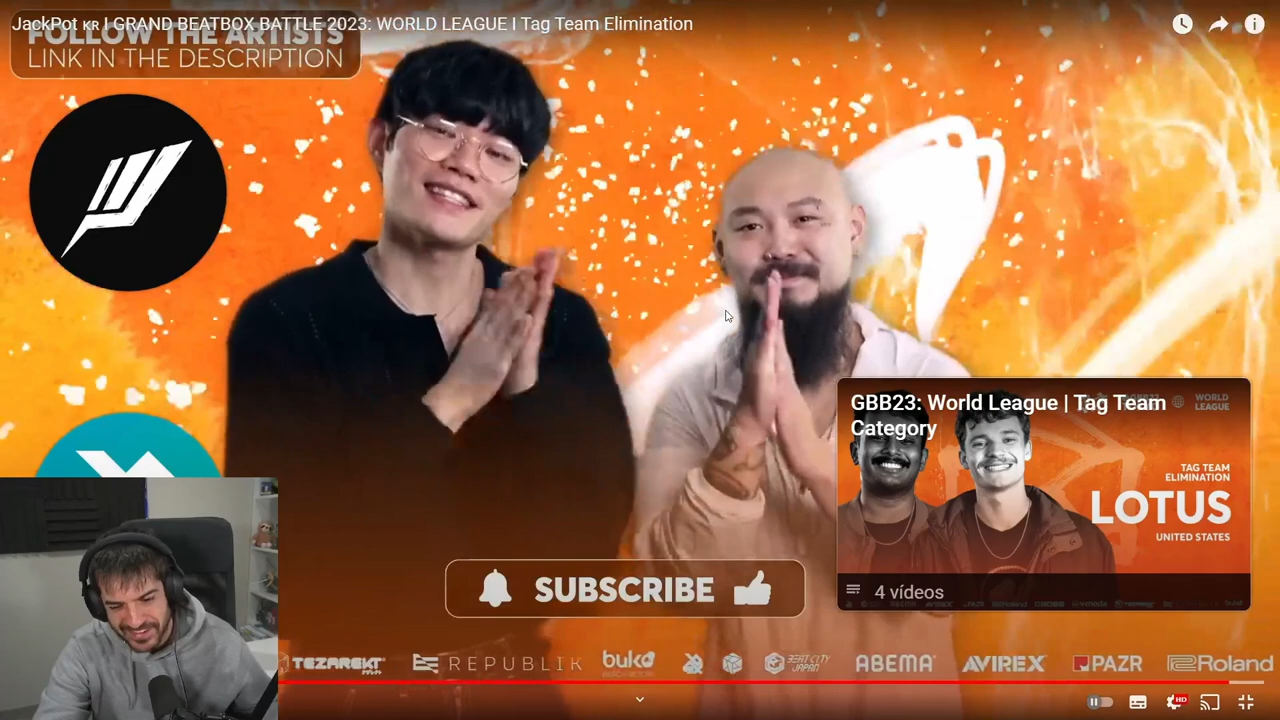 JackPot KR I GRAND BEATBOX BATTLE 2023: WORLD LEAGUE I Tag Team Elimination
FOLLOW THE ARTISTS
LINK IN THE DESCRIPTION
GBB23: World League | Tag Team
Category
WORLD
LEAGUE
TAG TEAM
ELIMINATION
LOTUS
UNITED STATES
4 vídeos
SUBSCRIBE
TEZAREKT
REPUBLIK
buko
BEAT CITY
JAPAN
ABEMA
AVIREX
PAZR
Roland
HD